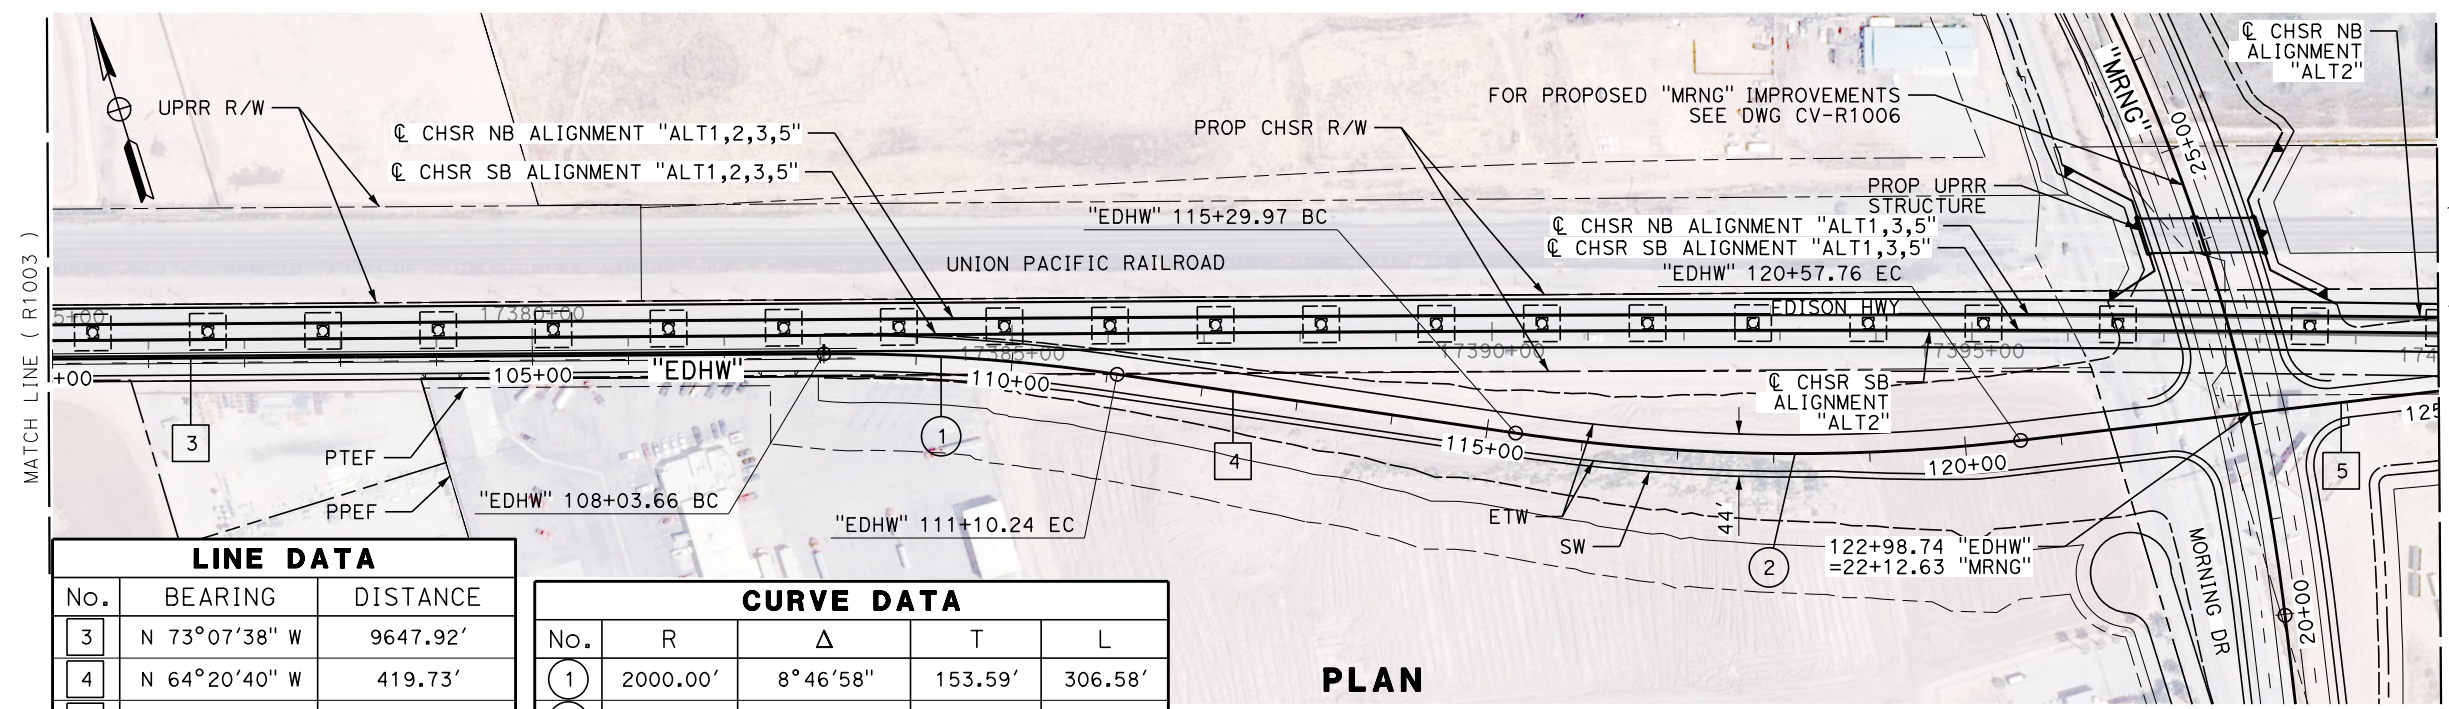 UPRR R/W
℄ CHSR NB ALIGNMENT "ALT1,2,3,5"
℄ CHSR SB ALIGNMENT "ALT1,2,3,5"
PROP CHSR R/W
FOR PROPOSED "MRNG" IMPROVEMENTS
SEE DWG CV-R1006
"MRNG"
25+00
℄ CHSR NB
ALIGNMENT
"ALT2"
PROP UPRR
STRUCTURE
"EDHW" 115+29.97 BC
℄ CHSR NB ALIGNMENT "ALT1,3,5"
℄ CHSR SB ALIGNMENT "ALT1,3,5"
"EDHW" 120+57.76 EC
UNION PACIFIC RAILROAD
MATCH LINE ( R1003 )
5+00
17380+00
EDISON HWY
17385+00
17390+00
17395+00
174
+00
105+00
"EDHW"
110+00
℄ CHSR SB
ALIGNMENT
"ALT2"
125
3
1
4
115+00
120+00
5
PTEF
PPEF
"EDHW" 108+03.66 BC
"EDHW" 111+10.24 EC
ETW
SW
44'
2
122+98.74 "EDHW"
=22+12.63 "MRNG"
MORNING DR
20+00
LINE DATA
No. BEARING DISTANCE
3 N 73°07'38" W 9647.92'
4 N 64°20'40" W 419.73'
CURVE DATA
No. R Δ T L
1 2000.00' 8°46'58" 153.59' 306.58'
PLAN